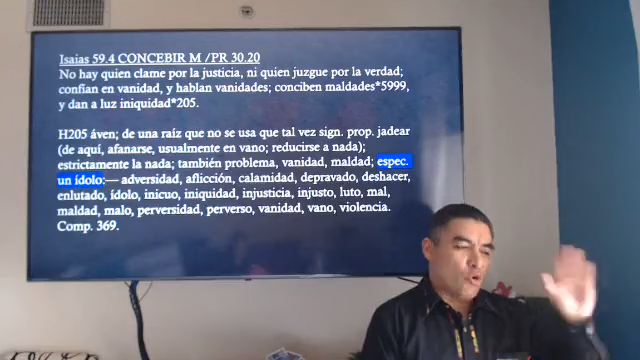 Isaias 59.4 CONCEBIR M /PR 30.20
No hay quien clame por la justicia, ni quien juzgue por la verdad;
confían en vanidad, y hablan vanidades; conciben maldades*5999,
y dan a luz iniquidad*205.
H205 áven; de una raíz que no se usa que tal vez sign. prop. jadear
(de aquí, afanarse, usualmente en vano; reducirse a nada);
estrictamente la nada; también problema, vanidad, maldad; espec.
un ídolo:— adversidad, aflicción, calamidad, depravado, deshacer,
enlutado, ídolo, inicuo, iniquidad, injusticia, injusto, luto, mal,
maldad, malo, perversidad, perverso, vanidad, vano, violencia.
Comp. 369.